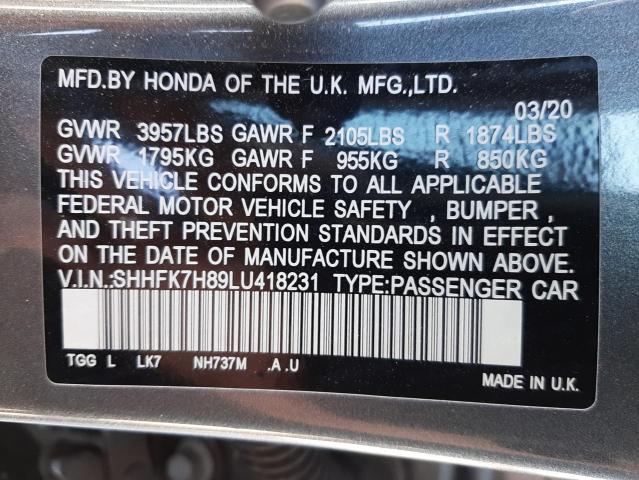 MFD.BY HONDA OF THE U.K. MFG.,LTD.
03/20
GVWR 3957LBS GAWR F 2105LBS R 1874LBS
GVWR 1795KG GAWR F 955KG R 850KG
THIS VEHICLE CONFORMS TO ALL APPLICABLE
FEDERAL MOTOR VEHICLE SAFETY , BUMPER ,
AND THEFT PREVENTION STANDARDS IN EFFECT
ON THE DATE OF MANUFACTURE SHOWN ABOVE.
V.I.N.:SHHFK7H89LU418231 TYPE:PASSENGER CAR
TGG L LK7 NH737M .A .U
MADE IN U.K.